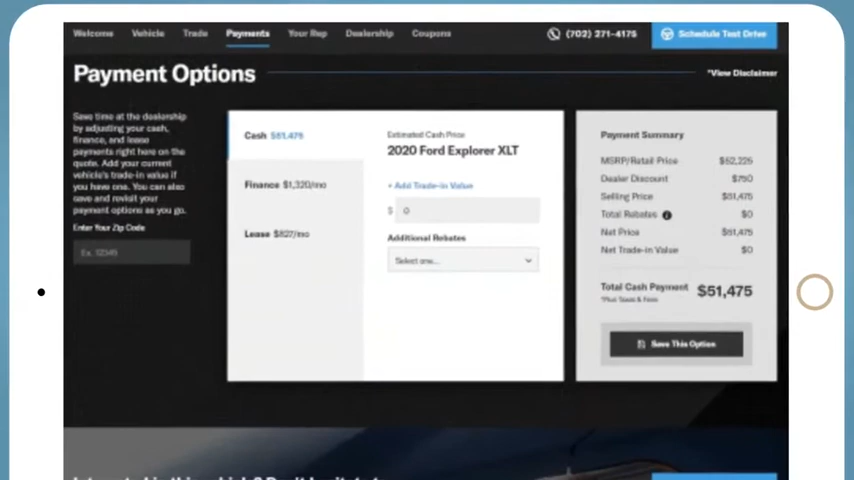 Welcome Vehicle Trade Payments Your Rep Dealership Coupons (702) 271-4175 Schedule Test Drive
Payment Options
*View Disclaimer
Save time at the dealership
by adjusting your cash,
finance, and lease
payments right here on the
quote. Add your current
vehicle's trade-in value if
you have one. You can also
save and revisit your
payment options as you go.
Enter Your Zip Code
Ex. 12345
Cash $51,475
Finance $1,320/mo
Lease $827/mo
Estimated Cash Price
2020 Ford Explorer XLT
+ Add Trade-in Value
$ 0
Additional Rebates
Select one...
Payment Summary
MSRP/Retail Price $52,225
Dealer Discount $750
Selling Price $51,475
Total Rebates i $0
Net Price $51,475
Net Trade-in Value $0
Total Cash Payment $51,475
*Plus Taxes & Fees
Save This Option